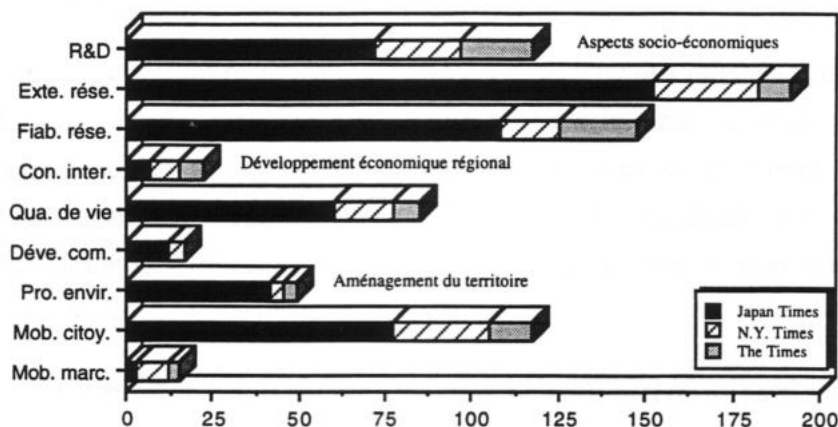 R&D
Aspects socio-économiques
Exte. rése.
Fiab. rése.
Con. inter.
Développement économique régional
Qua. de vie
Déve. com.
Pro. envir.
Aménagement du territoire
Mob. citoy.
Mob. marc.
Japan Times
N.Y. Times
The Times
0 25 50 75 100 125 150 175 200